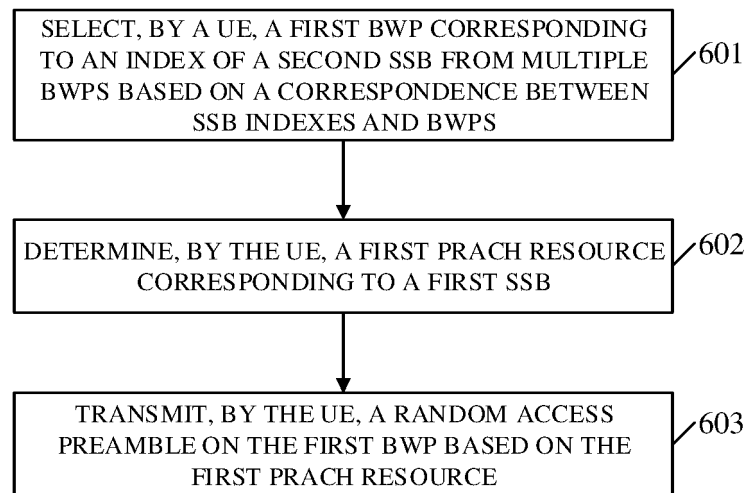 SELECT, BY A UE, A FIRST BWP CORRESPONDING
TO AN INDEX OF A SECOND SSB FROM MULTIPLE
BWPS BASED ON A CORRESPONDENCE BETWEEN
SSB INDEXES AND BWPS
601
DETERMINE, BY THE UE, A FIRST PRACH RESOURCE
CORRESPONDING TO A FIRST SSB
602
TRANSMIT, BY THE UE, A RANDOM ACCESS
PREAMBLE ON THE FIRST BWP BASED ON THE
FIRST PRACH RESOURCE
603